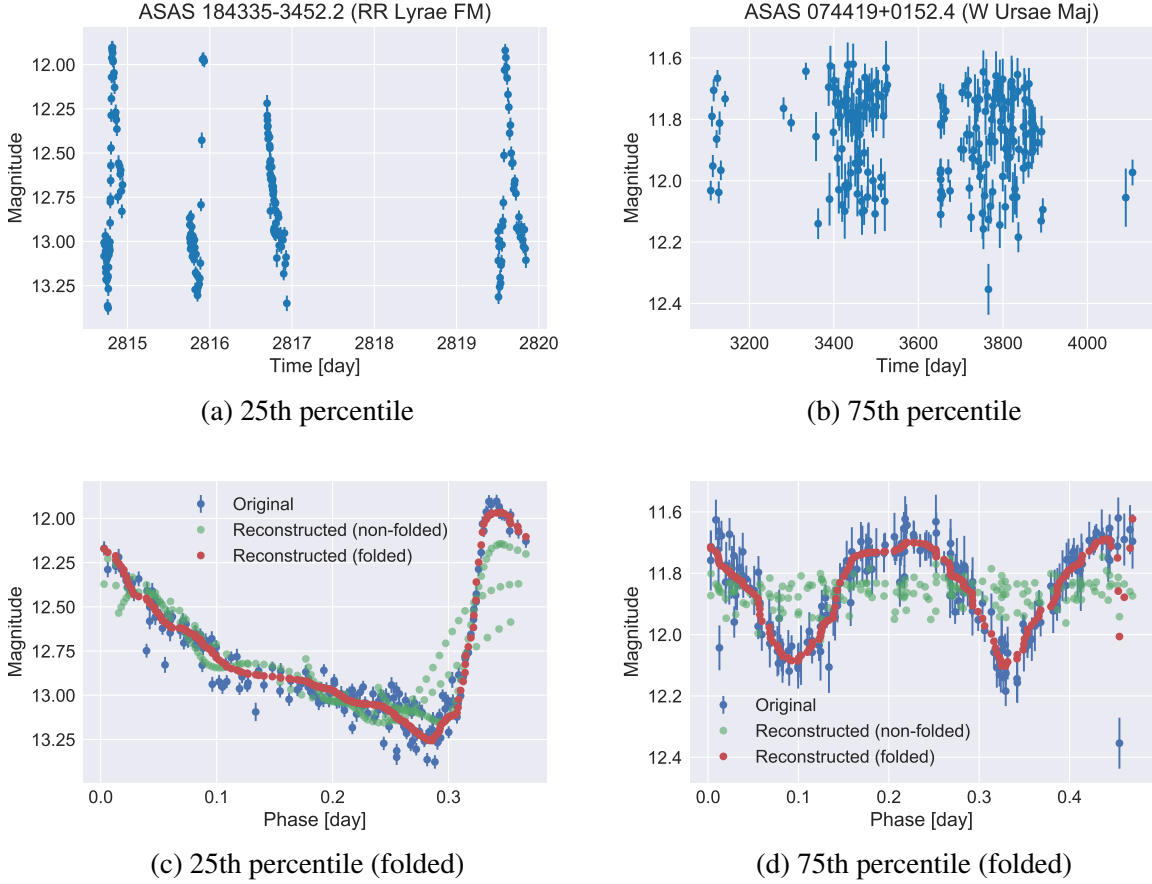 ASAS 184335-3452.2 (RR Lyrae FM)
12.00
12.25
12.50
12.75
13.00
13.25
Magnitude
2815 2816 2817 2818 2819 2820
Time [day]
(a) 25th percentile
ASAS 074419+0152.4 (W Ursae Maj)
11.6
11.8
12.0
12.2
12.4
Magnitude
3200 3400 3600 3800 4000
Time [day]
(b) 75th percentile
Original
Reconstructed (non-folded)
Reconstructed (folded)
12.00
12.25
12.50
12.75
13.00
13.25
Magnitude
0.0 0.1 0.2 0.3
Phase [day]
(c) 25th percentile (folded)
11.6
11.8
12.0
12.2
12.4
Magnitude
Original
Reconstructed (non-folded)
Reconstructed (folded)
0.0 0.1 0.2 0.3 0.4
Phase [day]
(d) 75th percentile (folded)